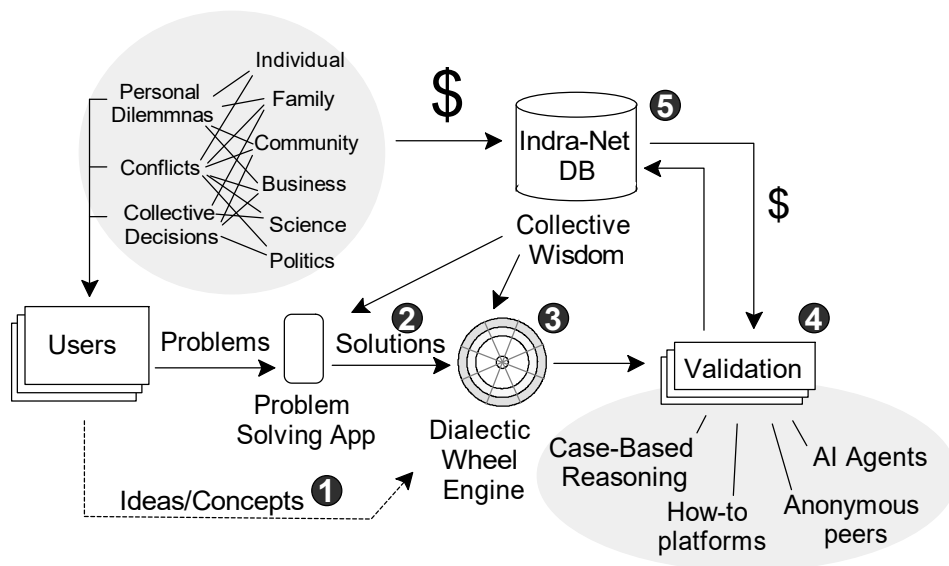 Individual
Personal
Dilemmnas
Family
Community
Conflicts
Business
Collective
Decisions
Science
Politics
$
Indra-Net
DB
5
$
Collective
Wisdom
Users
Problems
Problem
Solving App
2
Solutions
3
Dialectic
Wheel
Engine
4
Validation
Case-Based
Reasoning
How-to
platforms
Anonymous
peers
AI Agents
Ideas/Concepts 1